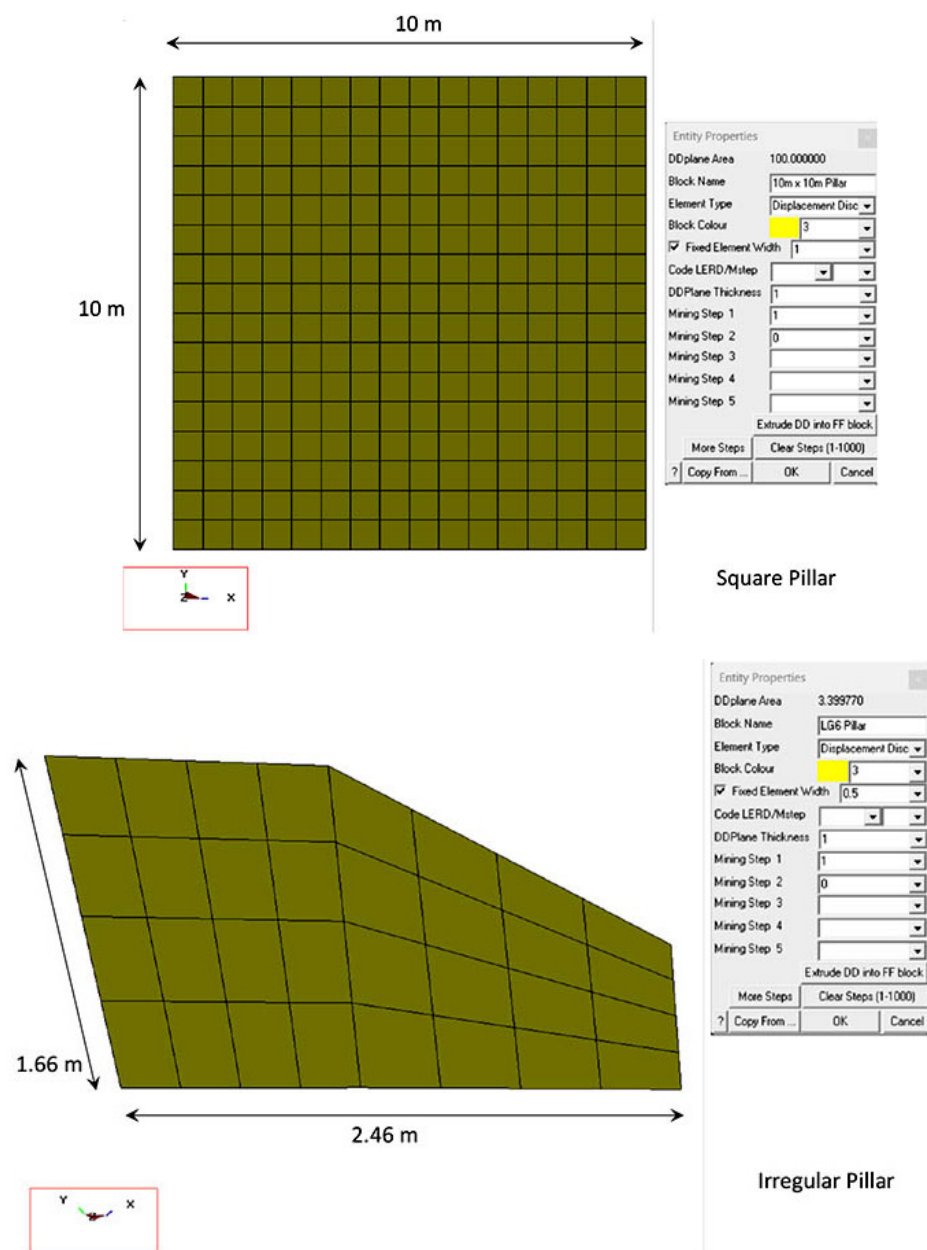 10 m
10 m
Entity Properties
DDplane Area 100.000000
Block Name 10m x 10m Pillar
Element Type Displacement Disc
Block Colour 3
Fixed Element Width 1
Code LERD/Mstep
DDPlane Thickness 1
Mining Step 1 1
Mining Step 2 0
Mining Step 3
Mining Step 4
Mining Step 5
Extrude DD into FF block
More Steps Clear Steps (1-1000)
? Copy From ... OK Cancel
Y
Z X
Square Pillar
Entity Properties
DDplane Area 3.399770
Block Name LG6 Pillar
Element Type Displacement Disc
Block Colour 3
Fixed Element Width 0.5
Code LERD/Mstep
DDPlane Thickness 1
Mining Step 1 1
Mining Step 2 0
Mining Step 3
Mining Step 4
Mining Step 5
Extrude DD into FF block
More Steps Clear Steps (1-1000)
? Copy From ... OK Cancel
1.66 m
2.46 m
Y X
Z
Irregular Pillar